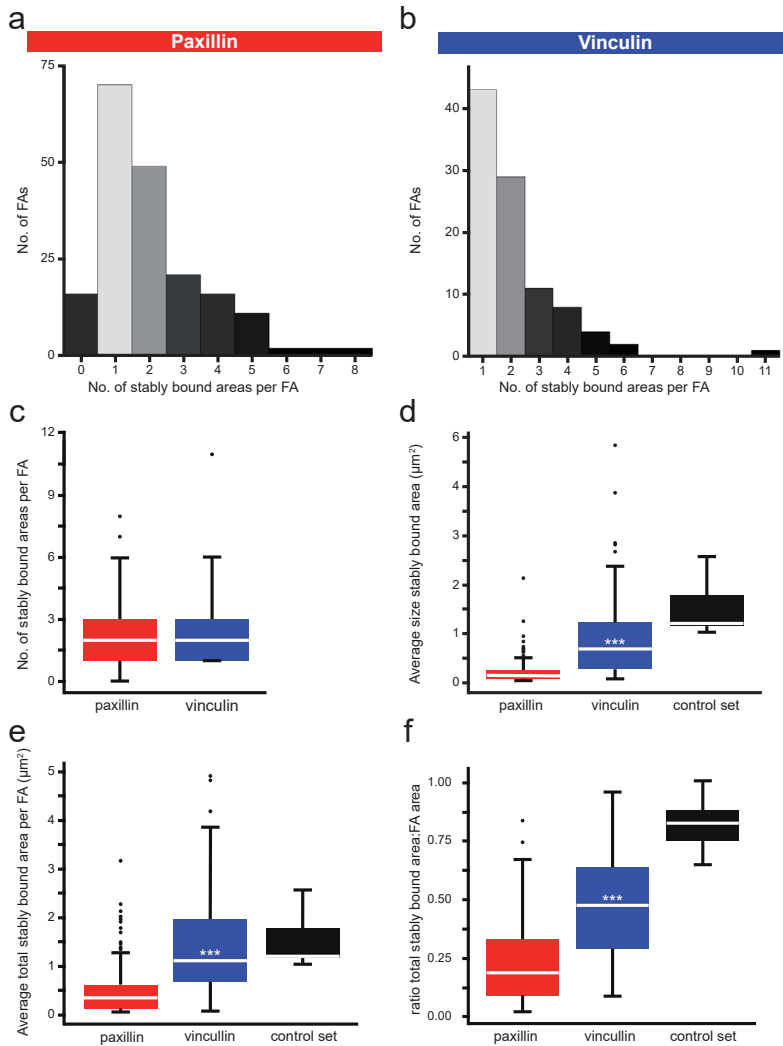 a
Paxillin
75
50
25
0
No. of FAs
0 1 2 3 4 5 6 7 8
No. of stably bound areas per FA
b
Vinculin
40
30
20
10
0
No. of FAs
1 2 3 4 5 6 7 8 9 10 11
No. of stably bound areas per FA
c
12
9
6
3
0
No. of stably bound areas per FA
paxillin vinculin
d
6
5
2
1
0
Average size stably bound area (μm²)
***
paxillin vinculin control set
e
5
4
3
2
1
0
Average total stably bound area per FA (μm²)
***
paxillin vincullin control set
f
1.00
0.75
0.50
0.25
0.00
ratio total stably bound area:FA area
***
paxillin vincullin control set